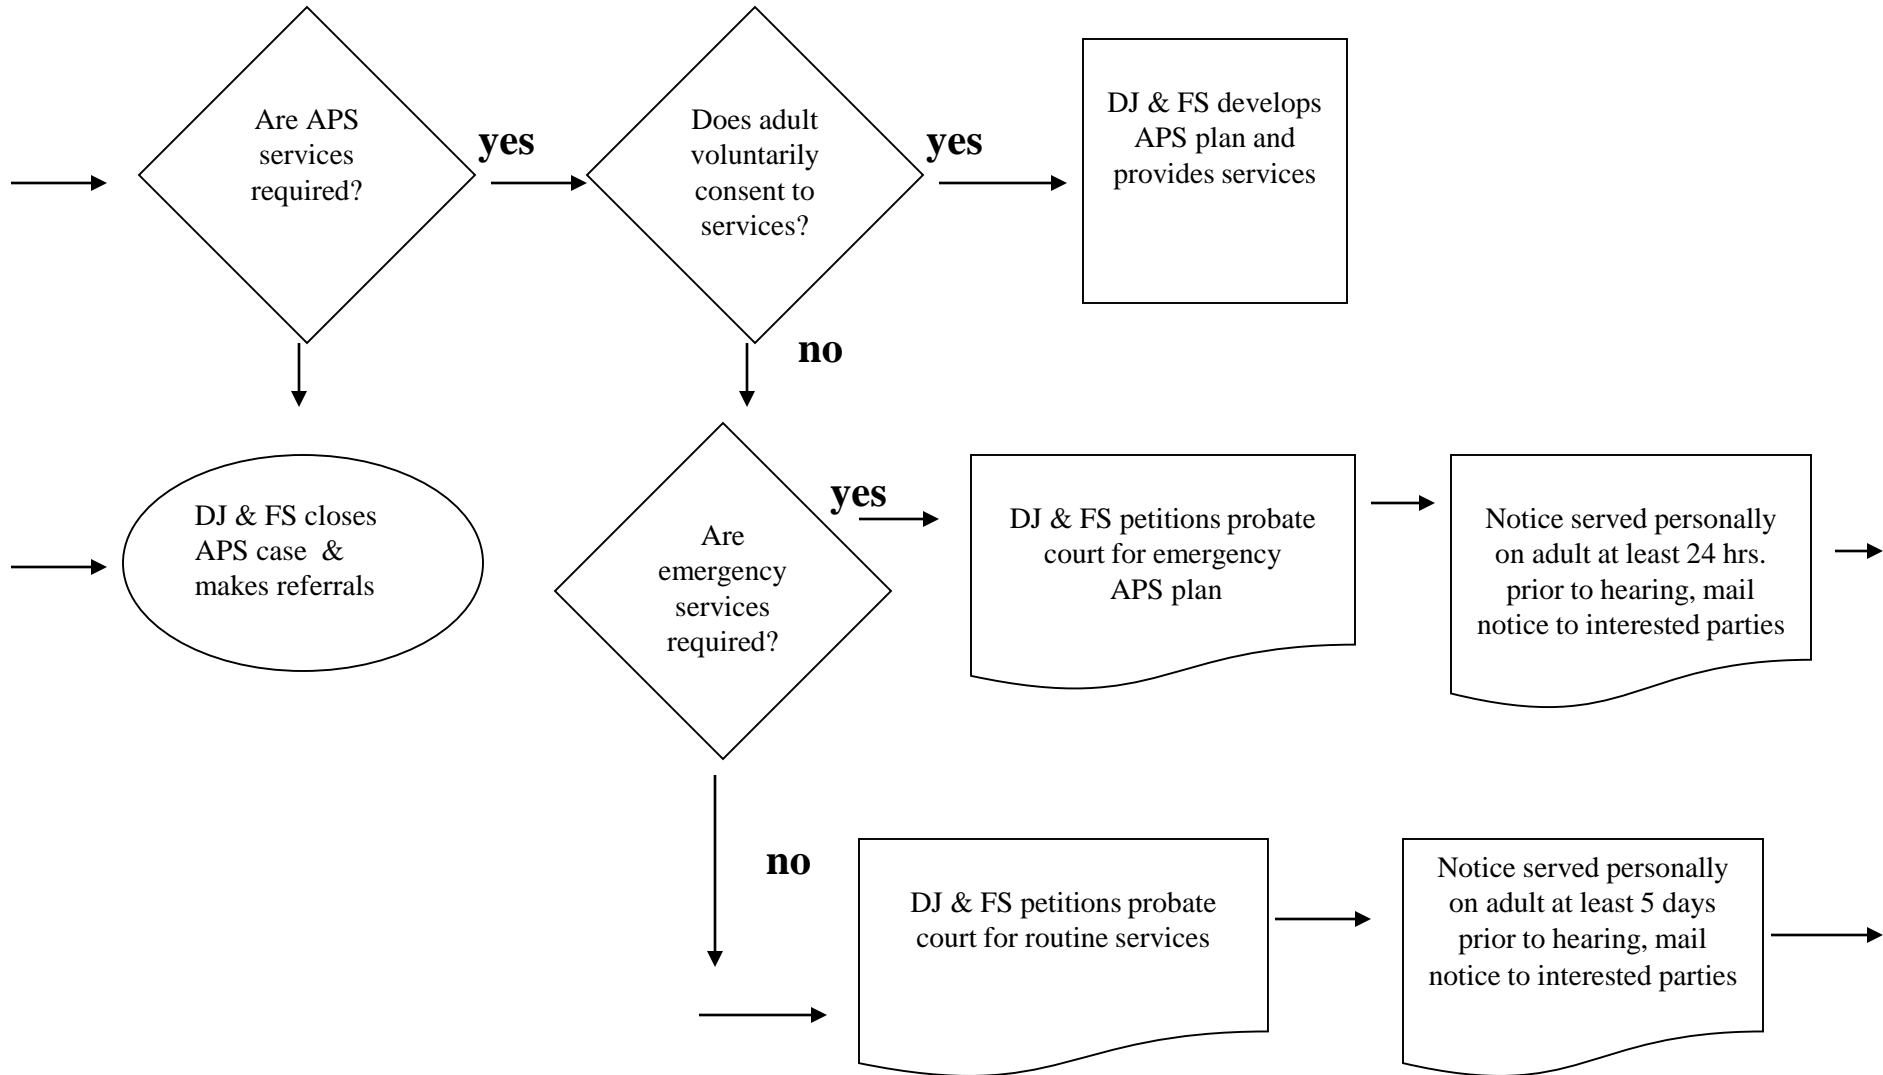 Are APS
services
required?
yes
Does adult
voluntarily
consent to
services?
yes
DJ & FS develops
APS plan and
provides services
no
DJ & FS closes
APS case &
makes referrals
Are
emergency
services
required?
yes
DJ & FS petitions probate
court for emergency
APS plan
Notice served personally
on adult at least 24 hrs.
prior to hearing, mail
notice to interested parties
no
DJ & FS petitions probate
court for routine services
Notice served personally
on adult at least 5 days
prior to hearing, mail
notice to interested parties